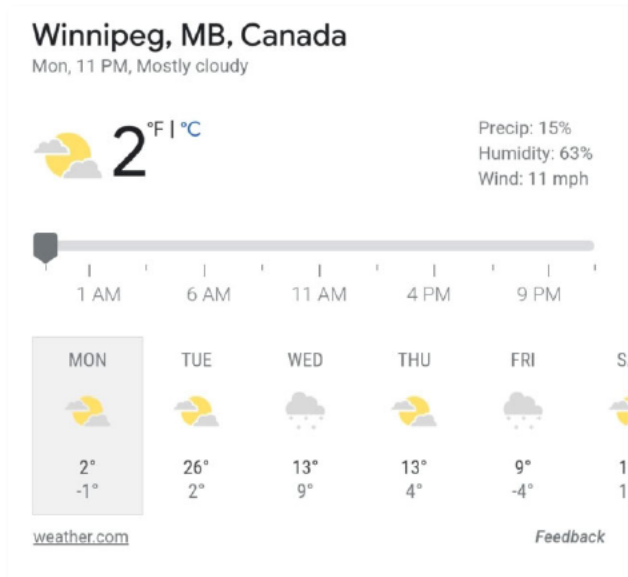 Winnipeg, MB, Canada
Mon, 11 PM, Mostly cloudy
2 °F | °C
Precip: 15%
Humidity: 63%
Wind: 11 mph
1 AM 6 AM 11 AM 4 PM 9 PM
MON TUE WED THU FRI
2° 26° 13° 13° 9°
-1° 2° 9° 4° -4°
weather.com Feedback